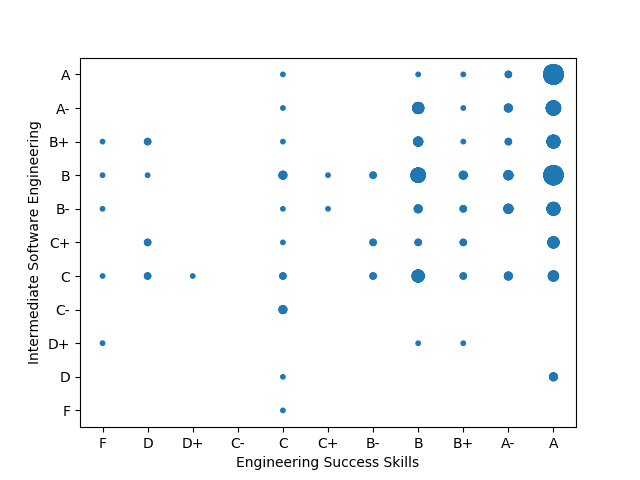 A
A-
B+
B
B-
C+
C
C-
D+
D
F
Intermediate Software Engineering
F D D+ C- C C+ B- B B+ A- A
Engineering Success Skills